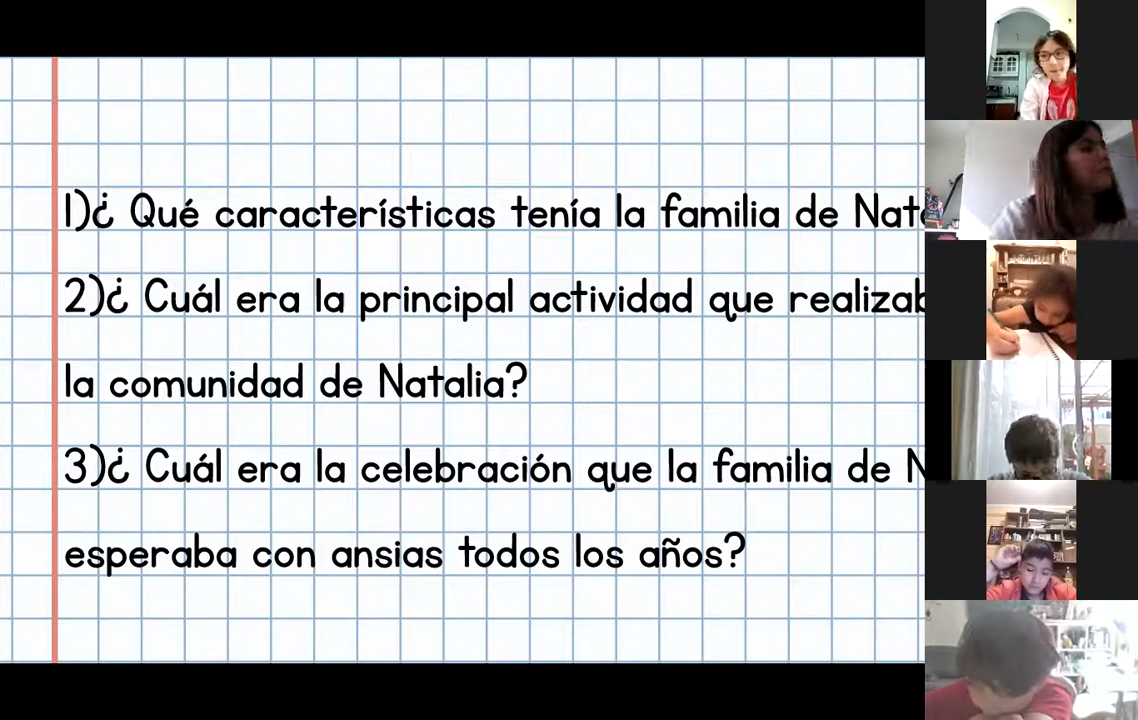 1)¿ Qué características tenía la familia de
2)¿ Cuál era la principal actividad que
la comunidad de Natalia?
3)¿ Cuál era la celebración que la familia de
esperaba con ansias todos los años?